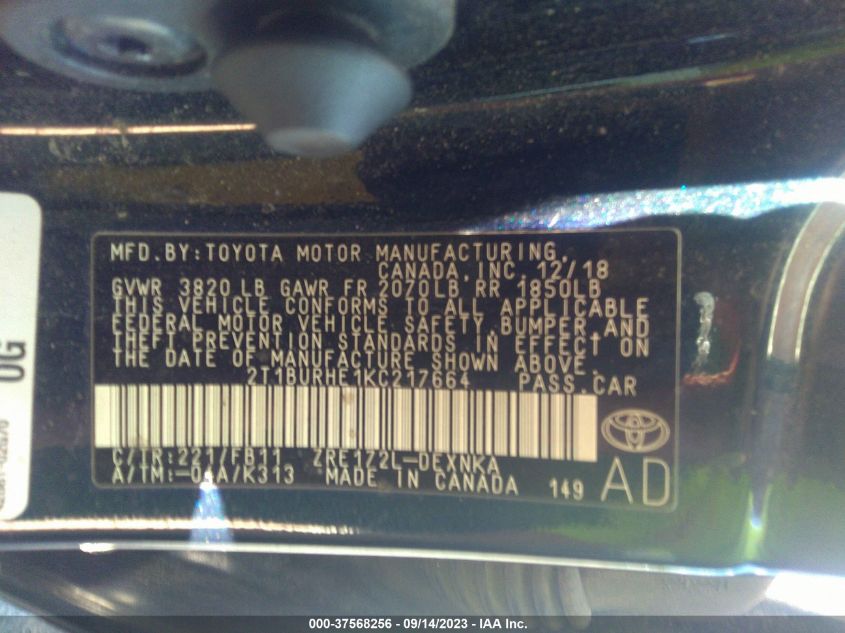 MFD.BY:TOYOTA MOTOR MANUFACTURING,
CANADA,INC. 12/18
GVWR 3820 LB GAWR FR 2070LB RR 1850LB
THIS VEHICLE CONFORMS TO ALL APPLICABLE
FEDERAL MOTOR VEHICLE SAFETY,BUMPER,AND
THEFT PREVENTION STANDARDS IN EFFECT ON
THE DATE OF MANUFACTURE SHOWN ABOVE.
2T1BURHE1KC217664 PASS.CAR
C/TR:221/FB11 ZRE172L-DEXNKA
A/TM:-04A/K313 MADE IN CANADA 149
AD
OG
000-37568256 - 09/14/2023 - IAA Inc.